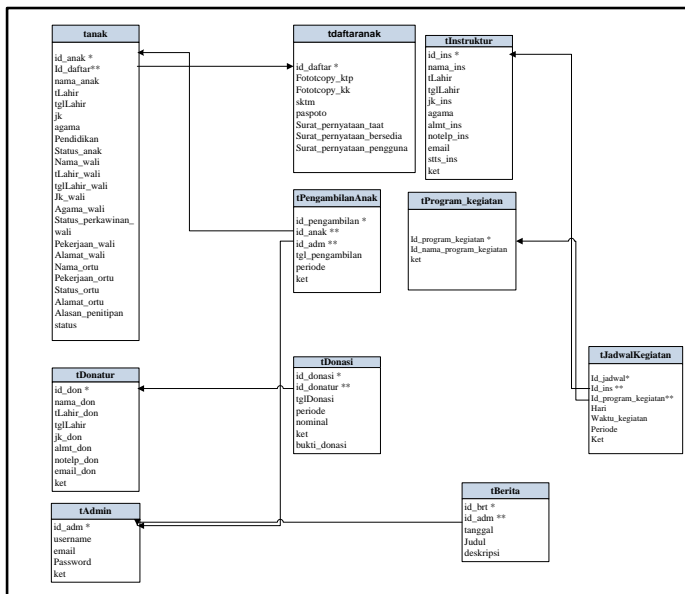 tanak
id_anak *
Id_daftar**
nama_anak
tLahir
tglLahir
jk
agama
Pendidikan
Status_anak
Nama_wali
tLahir_wali
tglLahir_wali
Jk_wali
Agama_wali
Status_perkawinan_
wali
Pekerjaan_wali
Alamat_wali
Nama_ortu
Pekerjaan_ortu
Status_ortu
Alamat_ortu
Alasan_penitipan
status
tdaftaranak
id_daftar *
Fototcopy_ktp
Fototcopy_kk
sktm
paspoto
Surat_pernyataan_taat
Surat_pernyataan_bersedia
Surat_pernyataan_pengguna
tInstruktur
id_ins *
nama_ins
tLahir
tglLahir
jk_ins
agama
almt_ins
notelp_ins
email
stts_ins
ket
tPengambilanAnak
id_pengambilan *
id_anak **
id_adm **
tgl_pengambilan
periode
ket
tProgram_kegiatan
Id_program_kegiatan *
Id_nama_program_kegiatan
ket
tJadwalKegiatan
Id_jadwal*
Id_ins **
Id_program_kegiatan**
Hari
Waktu_kegiatan
Periode
Ket
tDonatur
id_don *
nama_don
tLahir_don
tglLahir
jk_don
almt_don
notelp_don
email_don
ket
tDonasi
id_donasi *
id_donatur **
tglDonasi
periode
nominal
ket
bukti_donasi
tAdmin
id_adm *
username
email
Password
ket
tBerita
id_brt *
id_adm **
tanggal
Judul
deskripsi